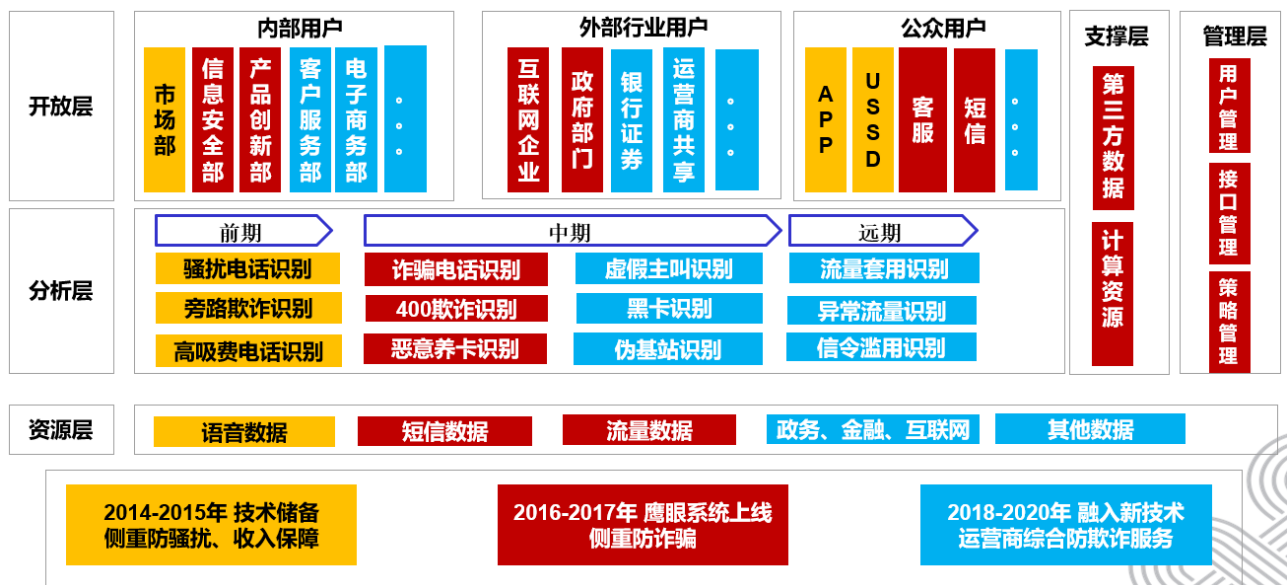 内部用户
外部行业用户
公众用户
支撑层
管理层
开放层
市场部
信息安全部
产品创新部
客户服务部
电子商务部
。。。
互联网企业
政府部门
银行证券
运营商共享
。。。
APP
USSD
客服
短信
。。。
第三方数据
计算资源
用户管理
接口管理
策略管理
分析层
前期
中期
远期
骚扰电话识别
诈骗电话识别
虚假主叫识别
流量套用识别
旁路欺诈识别
400欺诈识别
黑卡识别
异常流量识别
高吸费电话识别
恶意养卡识别
伪基站识别
信令滥用识别
资源层
语音数据
短信数据
流量数据
政务、金融、互联网
其他数据
2014-2015年 技术储备
侧重防骚扰、收入保障
2016-2017年 鹰眼系统上线
侧重防诈骗
2018-2020年 融入新技术
运营商综合防欺诈服务